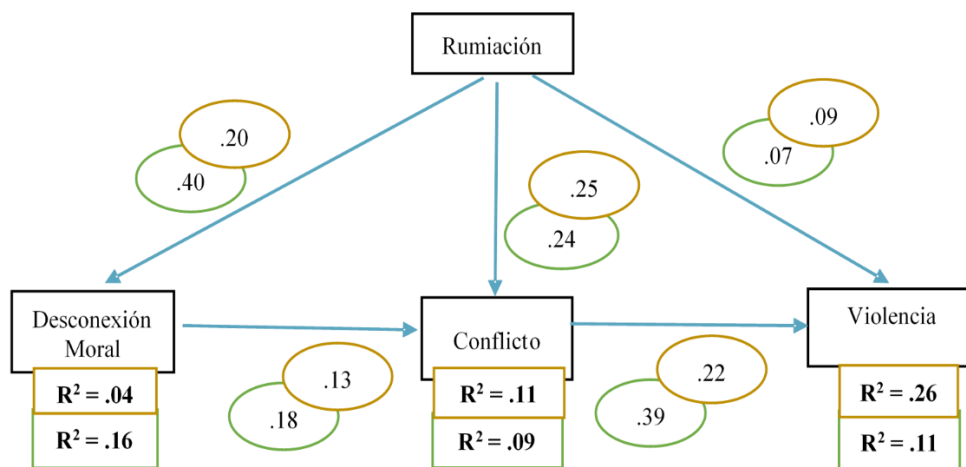 Rumiación
.20
.40
.25
.24
.09
.07
Desconexión
Moral
R² = .04
R² = .16
.13
.18
Conflicto
R² = .11
R² = .09
.22
.39
Violencia
R² = .26
R² = .11